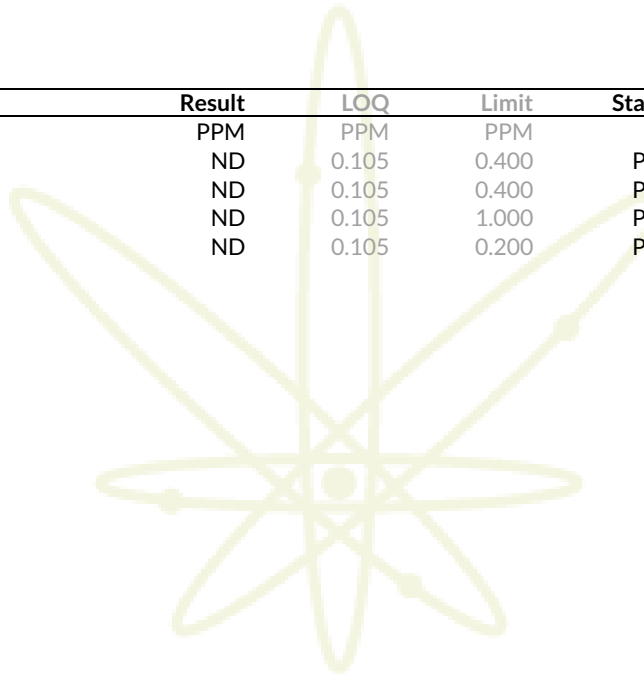 Result LOQ Limit Sta
PPM PPM PPM
ND 0.105 0.400 P
ND 0.105 0.400 P
ND 0.105 1.000 P
ND 0.105 0.200 P